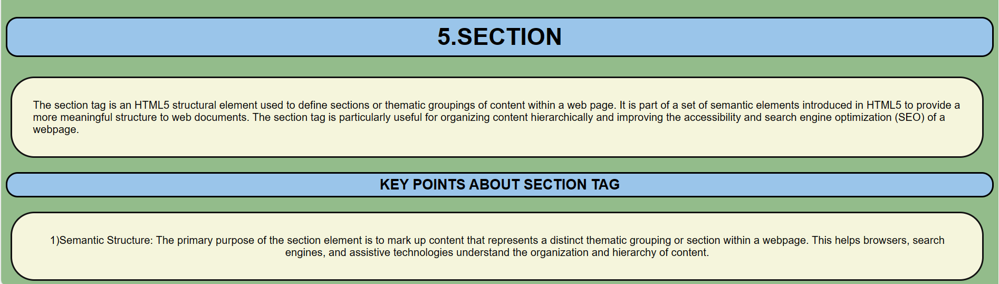 5.SECTION
The section tag is an HTML5 structural element used to define sections or thematic groupings of content within a web page. It is part of a set of semantic elements introduced in HTML5 to provide a
more meaningful structure to web documents. The section tag is particularly useful for organizing content hierarchically and improving the accessibility and search engine optimization (SEO) of a
webpage.
KEY POINTS ABOUT SECTION TAG
1)Semantic Structure: The primary purpose of the section element is to mark up content that represents a distinct thematic grouping or section within a webpage. This helps browsers, search
engines, and assistive technologies understand the organization and hierarchy of content.